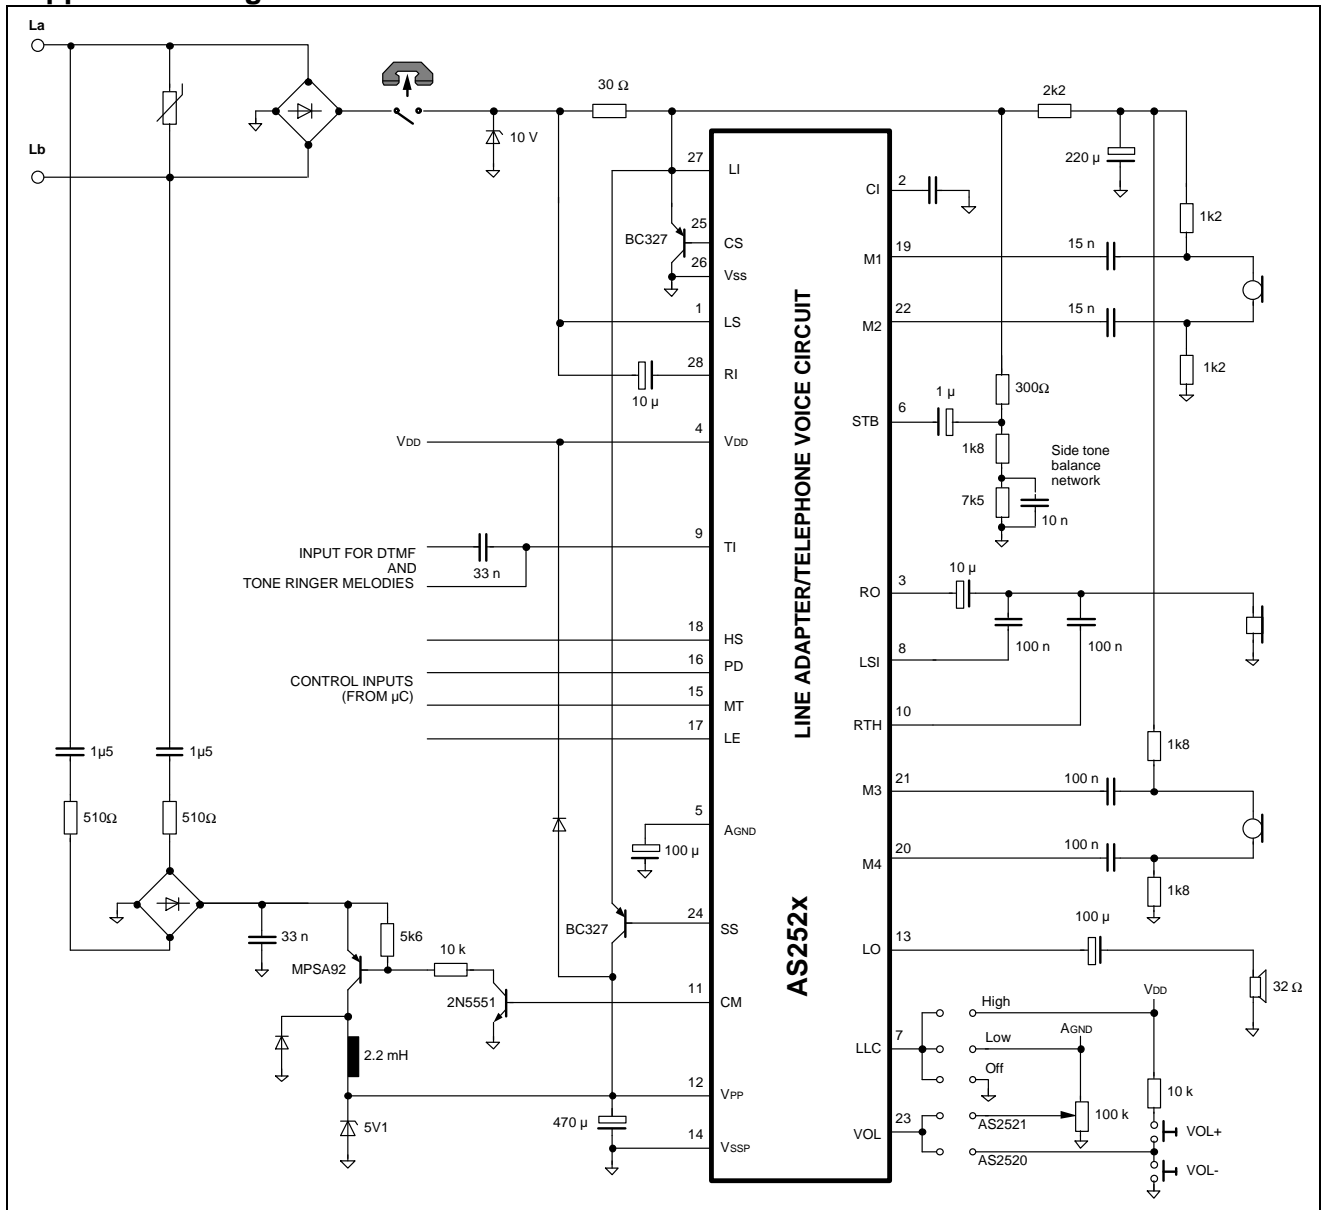 La
Lb
30 Ω
2k2
10 V
220 µ
27
LI
2
CI
1k2
BC327
25
CS
26
Vss
19
M1
15 n
1
LS
22
M2
15 n
28
RI
10 µ
1k2
300Ω
1 µ
6
STB
VDD
4
VDD
1k8
Side tone
balance
network
7k5
10 n
INPUT FOR DTMF
AND
TONE RINGER MELODIES
33 n
9
TI
LINE ADAPTER/TELEPHONE VOICE CIRCUIT
AS252x
3
RO
10 µ
8
LSI
100 n
100 n
10
RTH
CONTROL INPUTS
(FROM µC)
18
HS
16
PD
15
MT
17
LE
1µ5
1µ5
510Ω
510Ω
1k8
21
M3
100 n
20
M4
100 n
1k8
5
AGND
100 µ
24
SS
BC327
33 n
MPSA92
5k6
10 k
2N5551
11
CM
13
LO
100 µ
32 Ω
2.2 mH
5V1
12
VPP
470 µ
14
VSSP
7
LLC
High
Low
Off
VDD
AGND
10 k
100 k
23
VOL
AS2521
AS2520
VOL+
VOL-